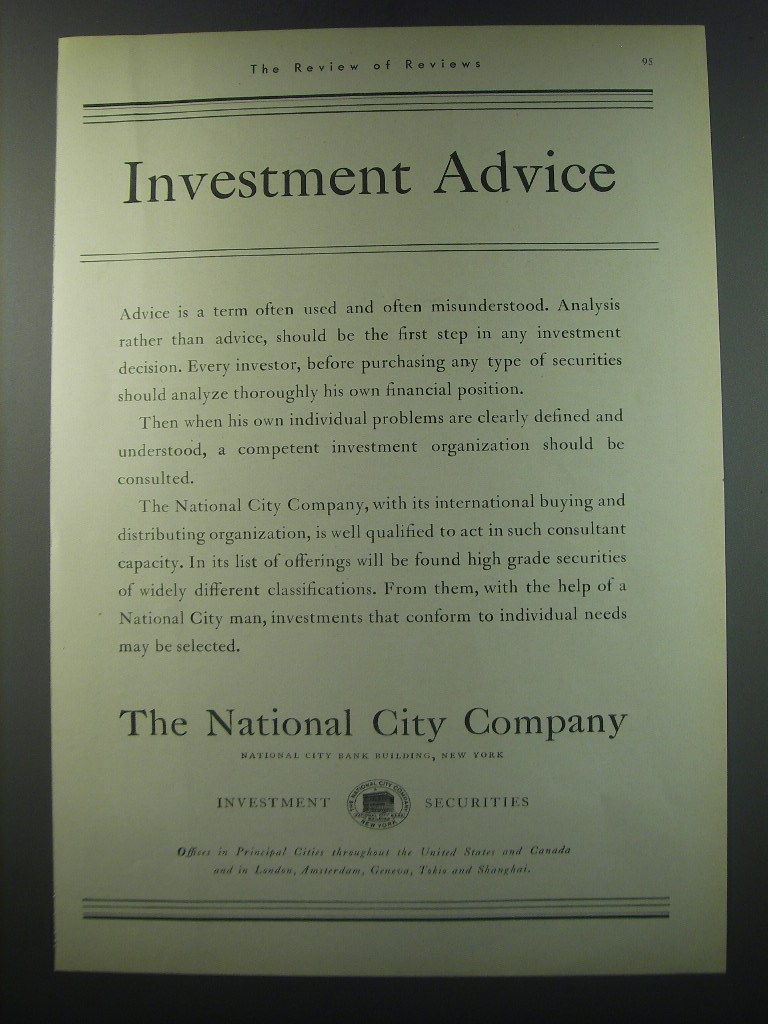 The Review of Reviews 95
Investment Advice
Advice is a term often used and often misunderstood. Analysis
rather than advice, should be the first step in any investment
decision. Every investor, before purchasing any type of securities
should analyze thoroughly his own financial position.
Then when his own individual problems are clearly defined and
understood, a competent investment organization should be
consulted.
The National City Company, with its international buying and
distributing organization, is well qualified to act in such consultant
capacity. In its list of offerings will be found high grade securities
of widely different classifications. From them, with the help of a
National City man, investments that conform to individual needs
may be selected.
The National City Company
NATIONAL CITY BANK BUILDING, NEW YORK
INVESTMENT
THE NATIONAL CITY COMPANY
NEW YORK
SECURITIES
Offices in Principal Cities throughout the United States and Canada
and in London, Amsterdam, Geneva, Tokio and Shanghai.